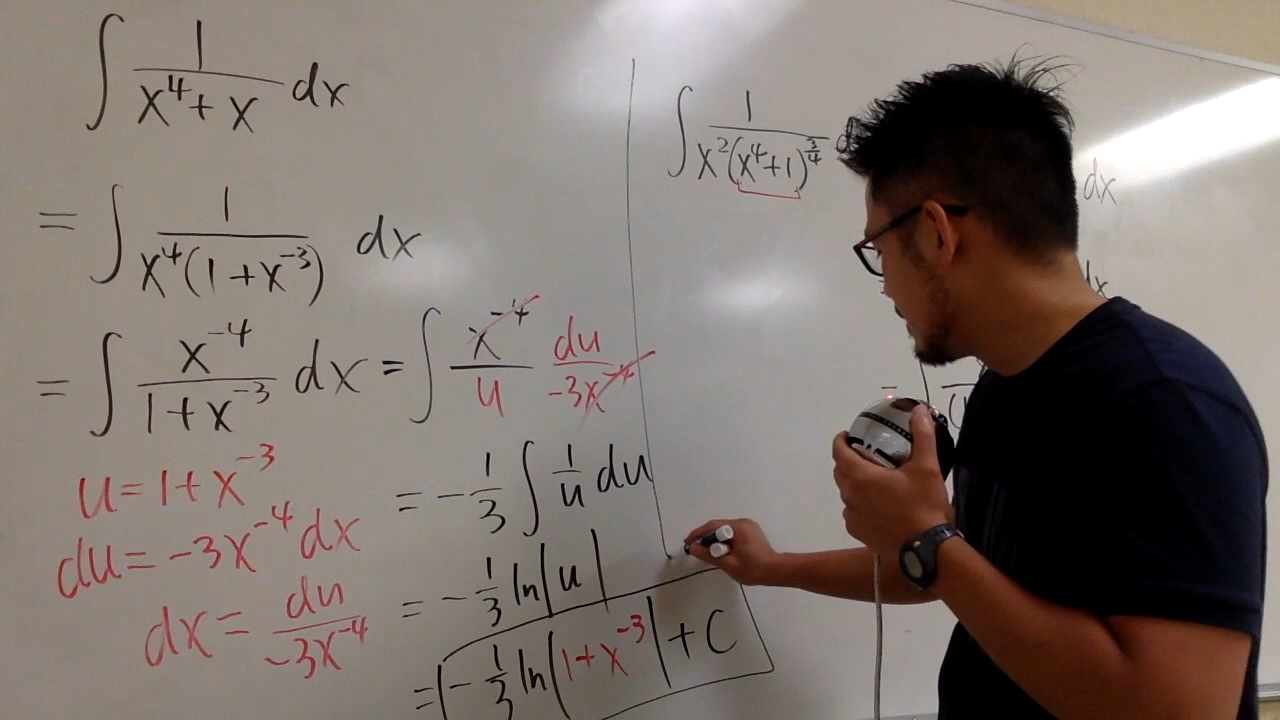 ∫ 1/(x⁴ + x) dx
= ∫ 1/(x⁴(1 + x⁻³)) dx
= ∫ x⁻⁴/(1 + x⁻³) dx = ∫ x⁻⁴/u du/(-3x⁻⁴)
u = 1 + x⁻³
du = -3x⁻⁴ dx
dx = du/(-3x⁻⁴)
= -1/3 ∫ 1/u du
= -1/3 ln|u|
= -1/3 ln|1 + x⁻³| + C
∫ 1/(x²(x⁴+1)^(3/4)) d
dx
dx
=